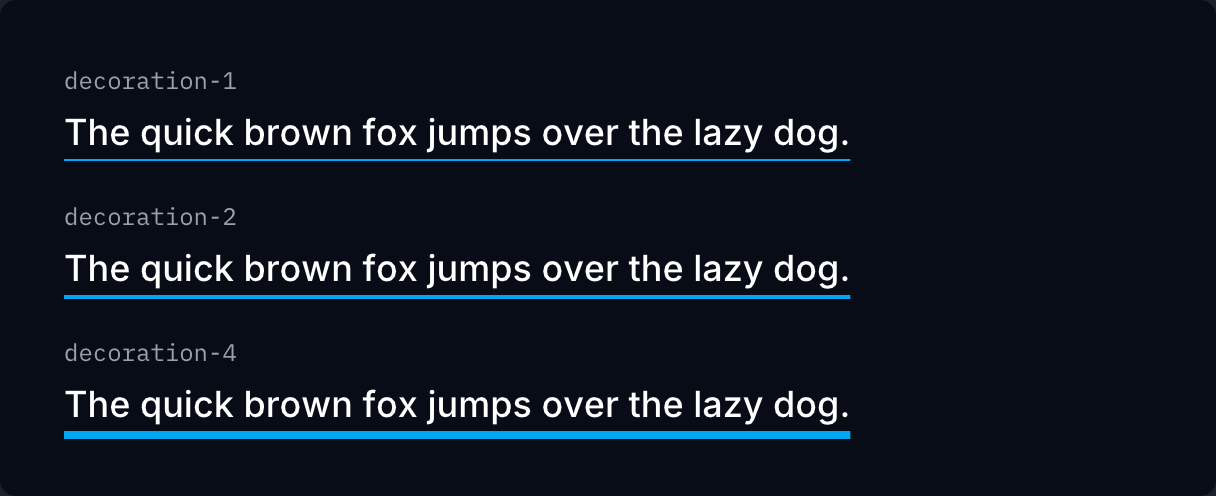 decoration-1
The quick brown fox jumps over the lazy dog.
decoration-2
The quick brown fox jumps over the lazy dog.
decoration-4
The quick brown fox jumps over the lazy dog.